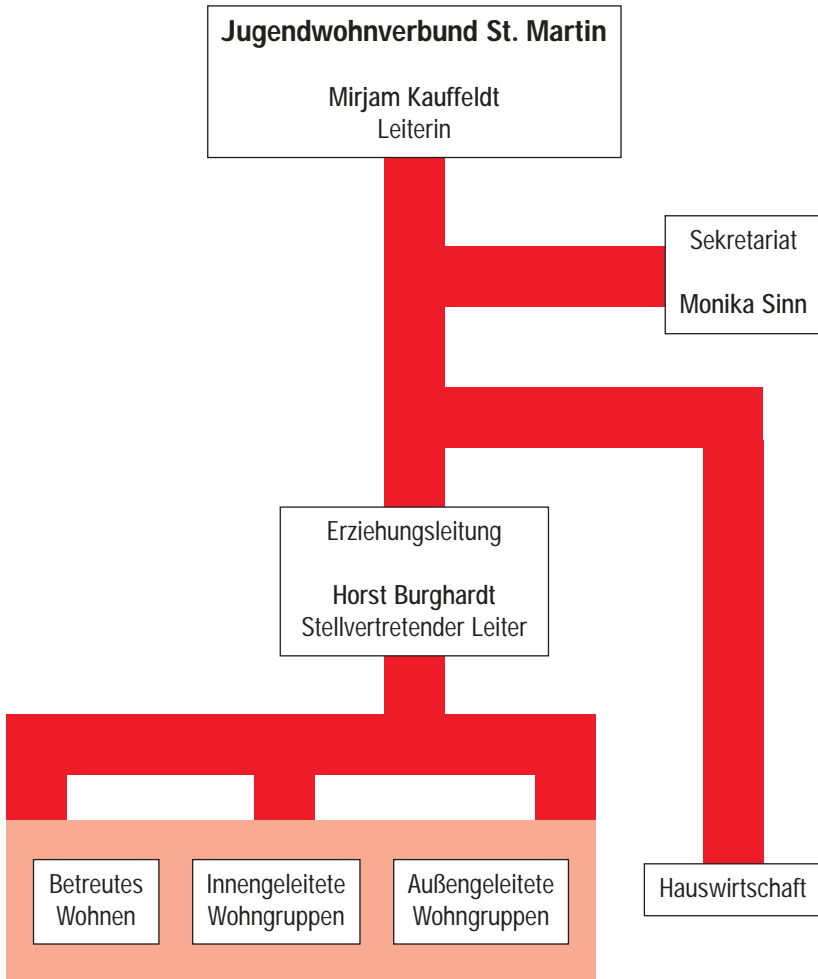 Jugendwohnverbund St. Martin
Mirjam Kauffeldt
Leiterin
Sekretariat
Monika Sinn
Erziehungsleitung
Horst Burghardt
Stellvertretender Leiter
Betreutes
Wohnen
Innengeleitete
Wohngruppen
Außengeleitete
Wohngruppen
Hauswirtschaft